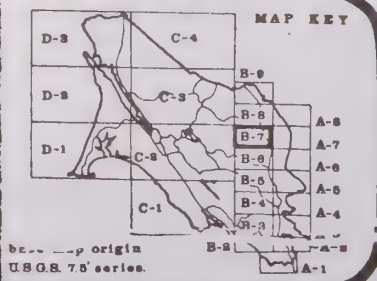 MAP KEY
D-3
C-4
B-9
D-2
C-3
B-8
A-8
B-7
A-7
D-1
C-2
B-6
A-6
B-5
A-5
B-4
A-4
C-1
B-3
B-2
A-1
origin
U.S.G.S. 7.5' series.